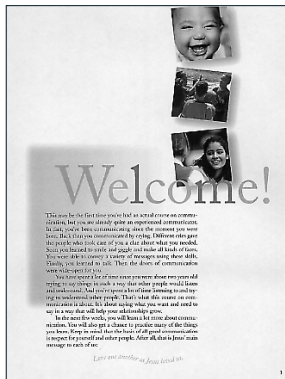 Welcome!
This may be the first time you've had an actual course on commu-
nication, but you are already quite an experienced communicator.
In fact, you've been communicating since the moment you were
born. Back then you communicated by crying. Different cries gave
the people who took care of you a clue about what you needed.
Soon you learned to smile and giggle and make all kinds of faces.
You were able to convey a variety of messages using these skills.
Finally, you learned to talk. Then the doors of communication
were wide open for you.
You have spent a lot of time since you were about two years old
trying to say things in such a way that other people would listen
and understand. And you've spent a lot of time listening to and try-
ing to understand other people. That's what this course on com-
munication is about. It's about saying what you want and need to
say in a way that will help your relationships grow.
In the next few weeks, you will learn a lot more about commu-
nication. You will also get a chance to practice many of the things
you learn. Keep in mind that the basis of all good communication
is respect for yourself and other people. After all, that is Jesus' main
message to each of us:
Love one another as Jesus loved us.
1